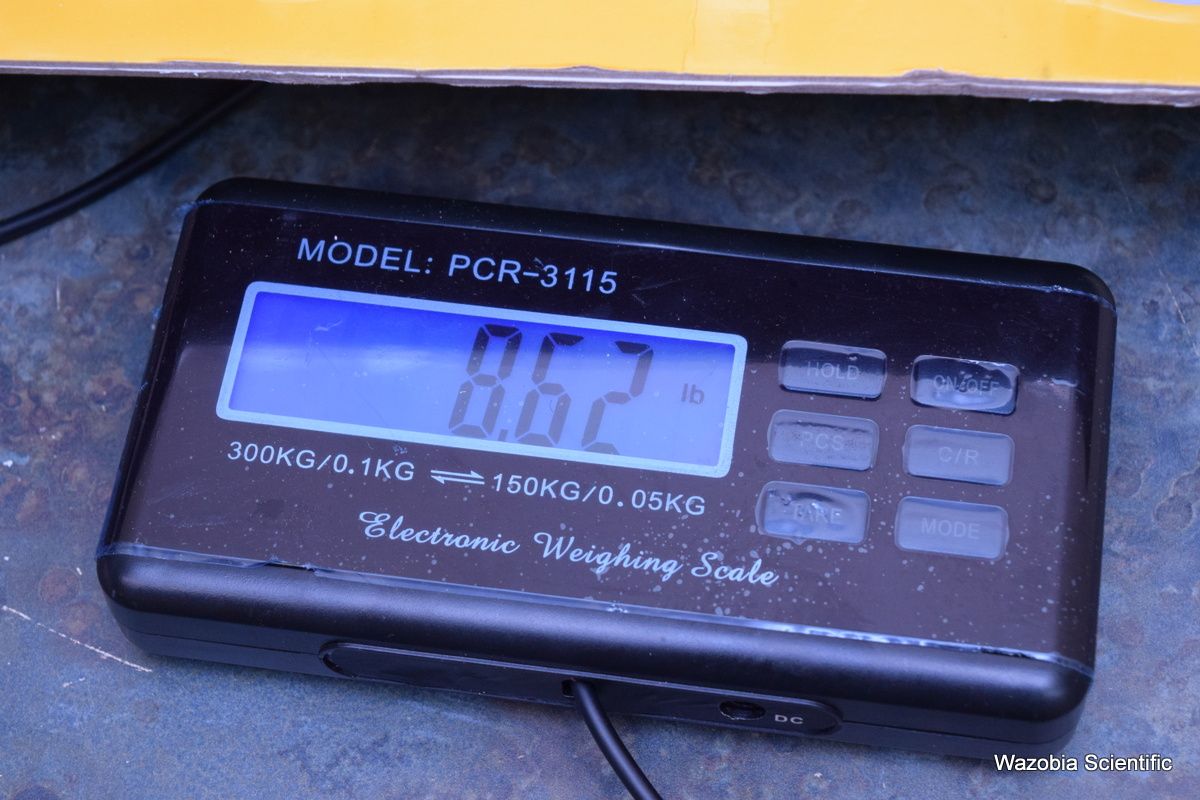 MODEL: PCR-3115
8.62 lb
HOLD ON/OFF
PCS C/R
TARE MODE
300KG/0.1KG ⇌ 150KG/0.05KG
Electronic Weighing Scale
DC
Wazobia Scientific